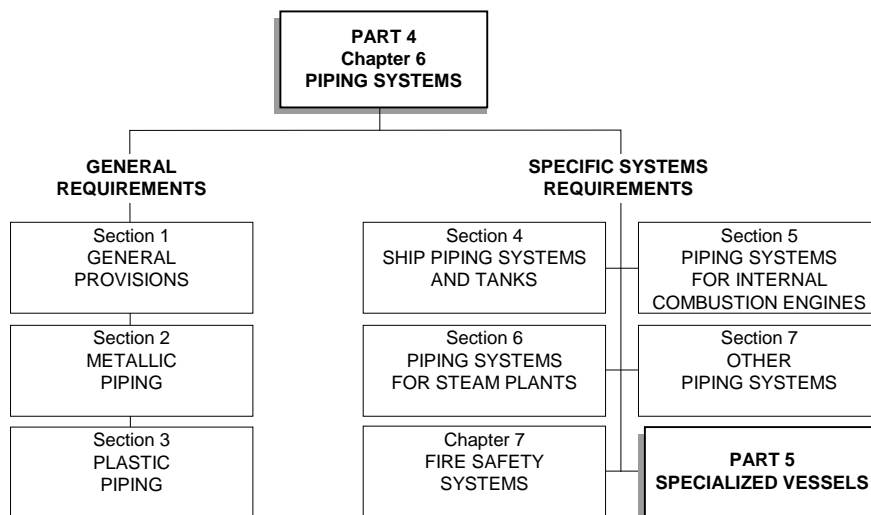 PART 4
Chapter 6
PIPING SYSTEMS
GENERAL
REQUIREMENTS
Section 1
GENERAL
PROVISIONS
Section 2
METALLIC
PIPING
Section 3
PLASTIC
PIPING
SPECIFIC SYSTEMS
REQUIREMENTS
Section 4
SHIP PIPING SYSTEMS
AND TANKS
Section 5
PIPING SYSTEMS
FOR INTERNAL
COMBUSTION ENGINES
Section 6
PIPING SYSTEMS
FOR STEAM PLANTS
Section 7
OTHER
PIPING SYSTEMS
Chapter 7
FIRE SAFETY
SYSTEMS
PART 5
SPECIALIZED VESSELS